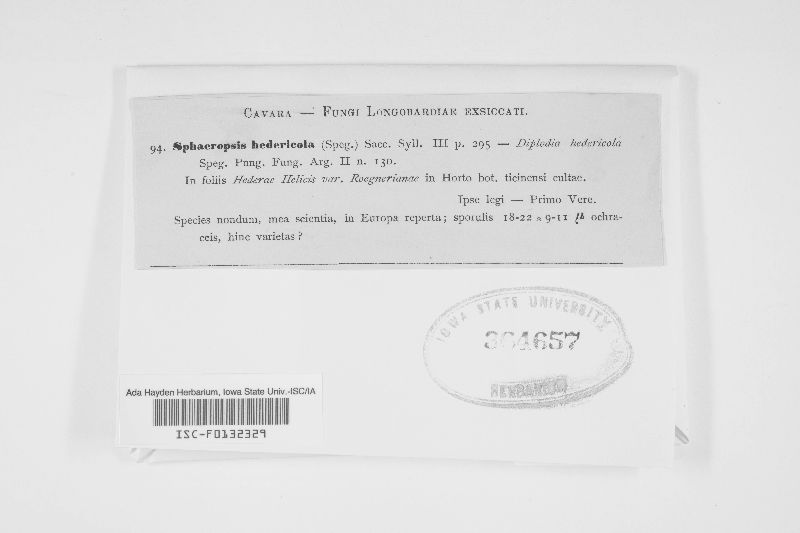 Cavara — Fungi Longobardiae exsiccati.
94. Sphaeropsis hedericola (Speg.) Sacc. Syll. III p. 295 — Diplodia hedericola
Speg. Pung. Fung. Arg. II n. 130.
In foliis Hederae Helicis var. Roegnerianae in Horto bot. ticinensi cultae.
Ipse legi — Primo Vere.
Species nondum, mea scientia, in Europa reperta; sporulis 18-22 = 9-11 µ ochra-
ceis, hinc varietas?
IOWA STATE UNIVERSITY
364657
HERBARIUM
Ada Hayden Herbarium, Iowa State Univ.-ISC/IA
ISC-F0132329